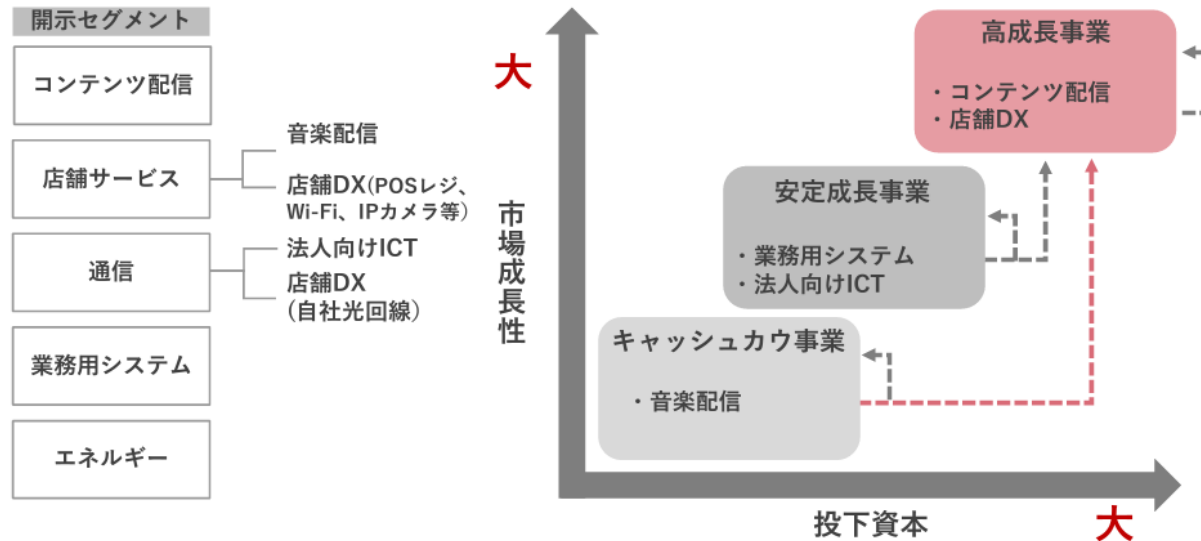 開示セグメント
コンテンツ配信
店舗サービス
音楽配信
店舗DX(POSレジ、
Wi-Fi、IPカメラ等)
通信
法人向けICT
店舗DX
(自社光回線)
業務用システム
エネルギー
大
市場成長性
高成長事業
・コンテンツ配信
・店舗DX
安定成長事業
・業務用システム
・法人向けICT
キャッシュカウ事業
・音楽配信
投下資本
大